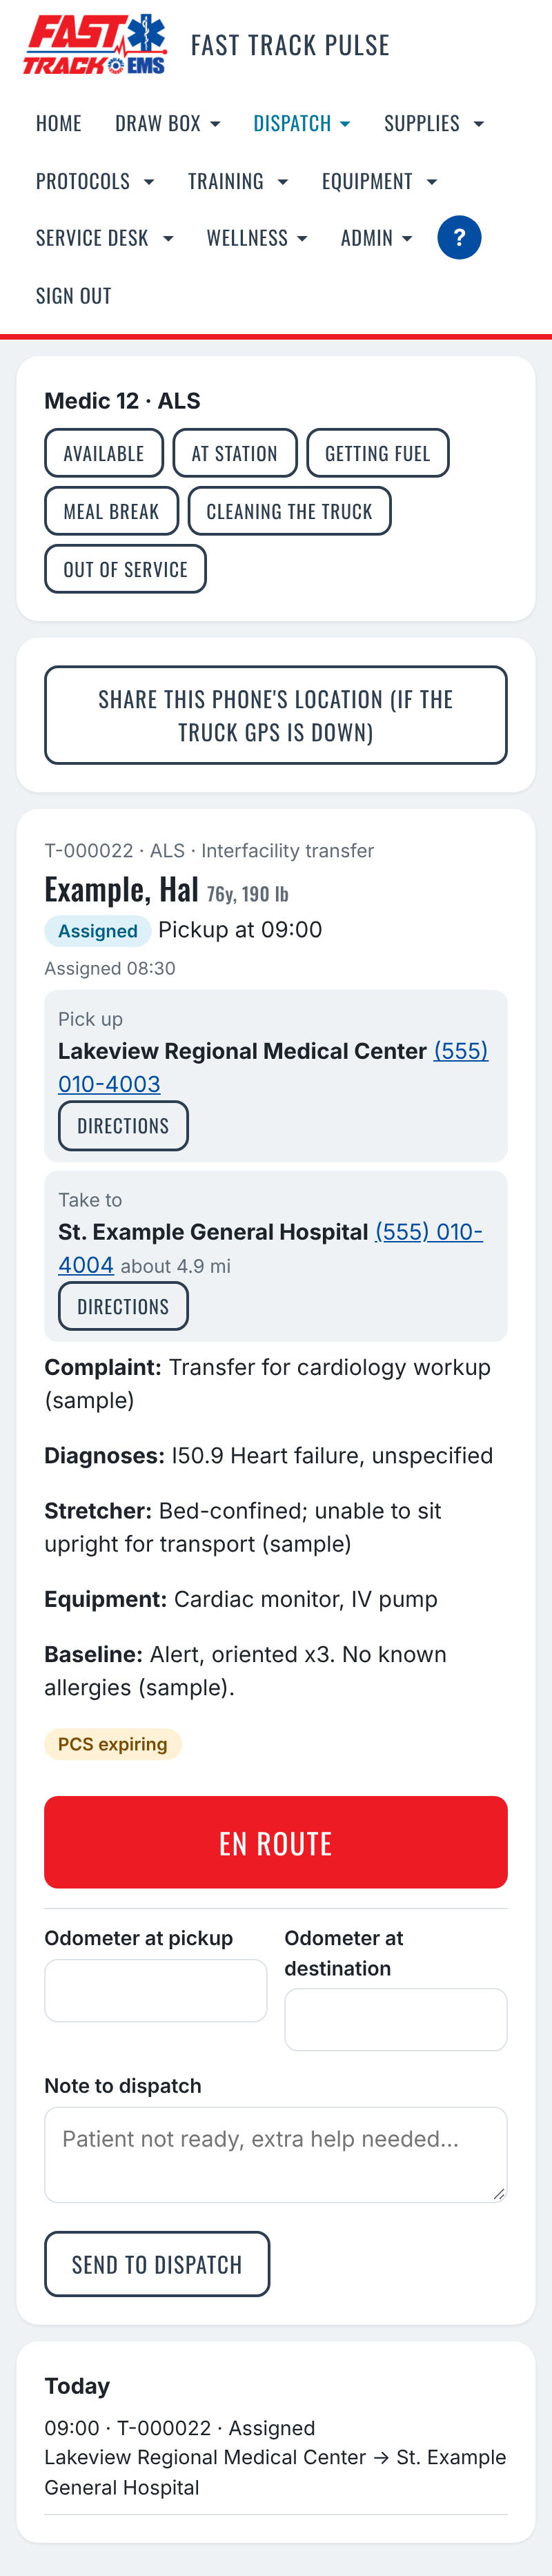 FAST
TRACK EMS
FAST TRACK PULSE
HOME DRAW BOX DISPATCH SUPPLIES
PROTOCOLS TRAINING EQUIPMENT
SERVICE DESK WELLNESS ADMIN ?
SIGN OUT
Medic 12 · ALS
AVAILABLE AT STATION GETTING FUEL
MEAL BREAK CLEANING THE TRUCK
OUT OF SERVICE
SHARE THIS PHONE'S LOCATION (IF THE
TRUCK GPS IS DOWN)
T-000022 · ALS · Interfacility transfer
Example, Hal 76y, 190 lb
Assigned Pickup at 09:00
Assigned 08:30
Pick up
Lakeview Regional Medical Center (555)
010-4003
DIRECTIONS
Take to
St. Example General Hospital (555) 010-
4004 about 4.9 mi
DIRECTIONS
Complaint: Transfer for cardiology workup
(sample)
Diagnoses: I50.9 Heart failure, unspecified
Stretcher: Bed-confined; unable to sit
upright for transport (sample)
Equipment: Cardiac monitor, IV pump
Baseline: Alert, oriented x3. No known
allergies (sample).
PCS expiring
EN ROUTE
Odometer at pickup
Odometer at
destination
Note to dispatch
Patient not ready, extra help needed...
SEND TO DISPATCH
Today
09:00 · T-000022 · Assigned
Lakeview Regional Medical Center → St. Example
General Hospital